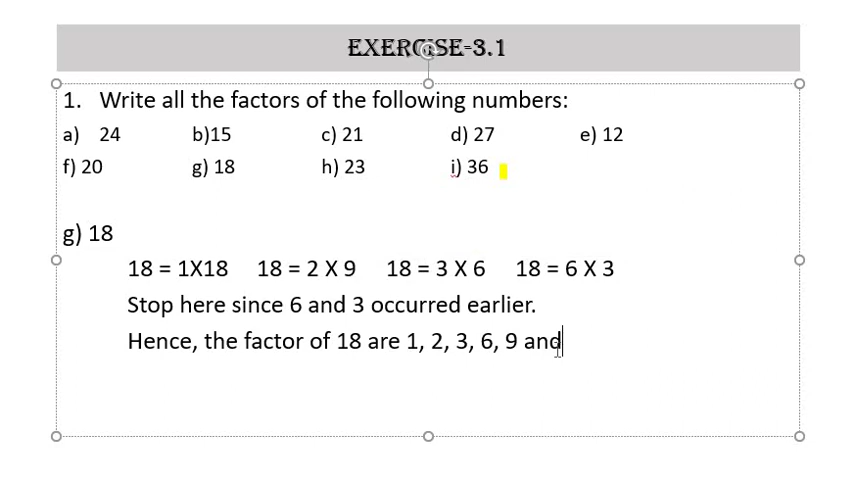 EXERCISE-3.1
1. Write all the factors of the following numbers:
a) 24 b)15 c) 21 d) 27 e) 12
f) 20 g) 18 h) 23 i) 36
g) 18
18 = 1X18 18 = 2 X 9 18 = 3 X 6 18 = 6 X 3
Stop here since 6 and 3 occurred earlier.
Hence, the factor of 18 are 1, 2, 3, 6, 9 and